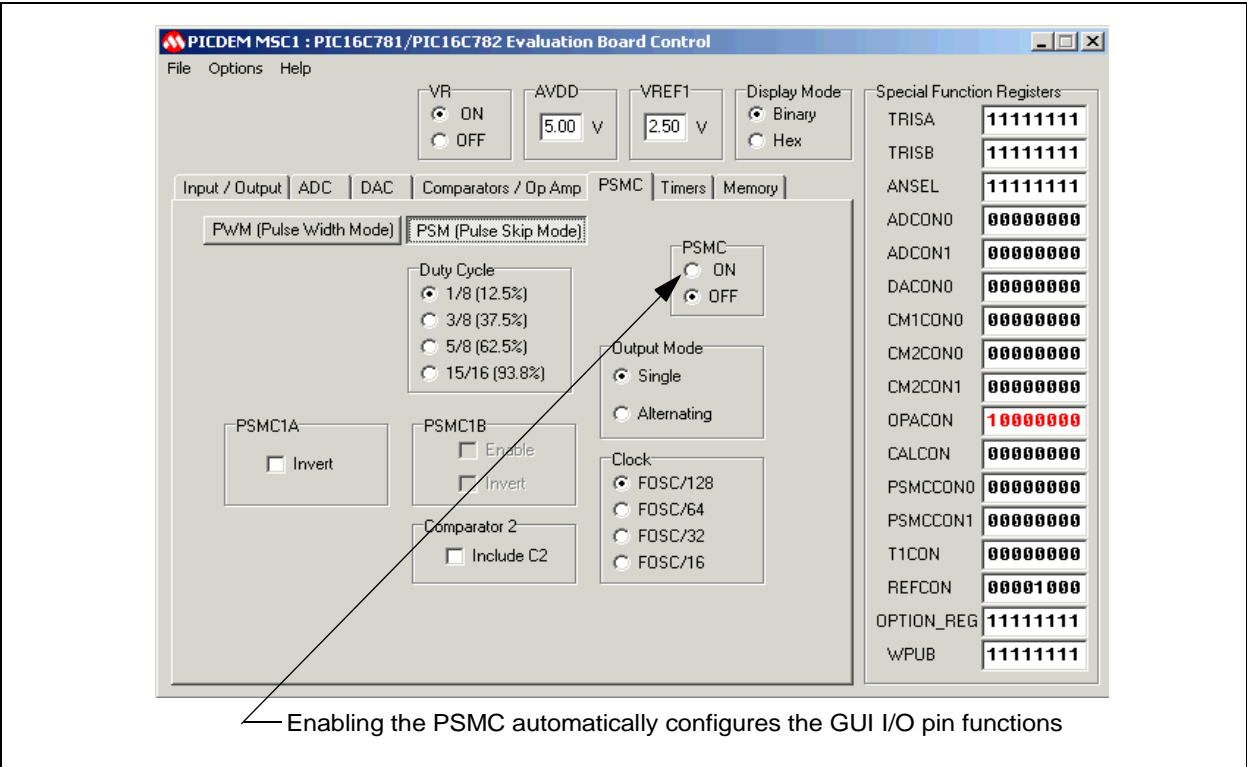 PICDEM MSC1 : PIC16C781/PIC16C782 Evaluation Board Control
File Options Help
VR
ON
OFF
AVDD
5.00 V
VREF1
2.50 V
Display Mode
Binary
Hex
Input / Output ADC DAC Comparators / Op Amp PSMC Timers Memory
PWM (Pulse Width Mode) PSM (Pulse Skip Mode)
PSMC
ON
OFF
Duty Cycle
1/8 (12.5%)
3/8 (37.5%)
5/8 (62.5%)
15/16 (93.8%)
Output Mode
Single
Alternating
PSMC1A
Invert
PSMC1B
Enable
Invert
Clock
FOSC/128
FOSC/64
FOSC/32
FOSC/16
Comparator 2
Include C2
Special Function Registers
TRISA 11111111
TRISB 11111111
ANSEL 11111111
ADCON0 00000000
ADCON1 00000000
DACON0 00000000
CM1CON0 00000000
CM2CON0 00000000
CM2CON1 00000000
OPACON 10000000
CALCON 00000000
PSMCCON0 00000000
PSMCCON1 00000000
T1CON 00000000
REFCON 00001000
OPTION_REG 11111111
WPUB 11111111
Enabling the PSMC automatically configures the GUI I/O pin functions